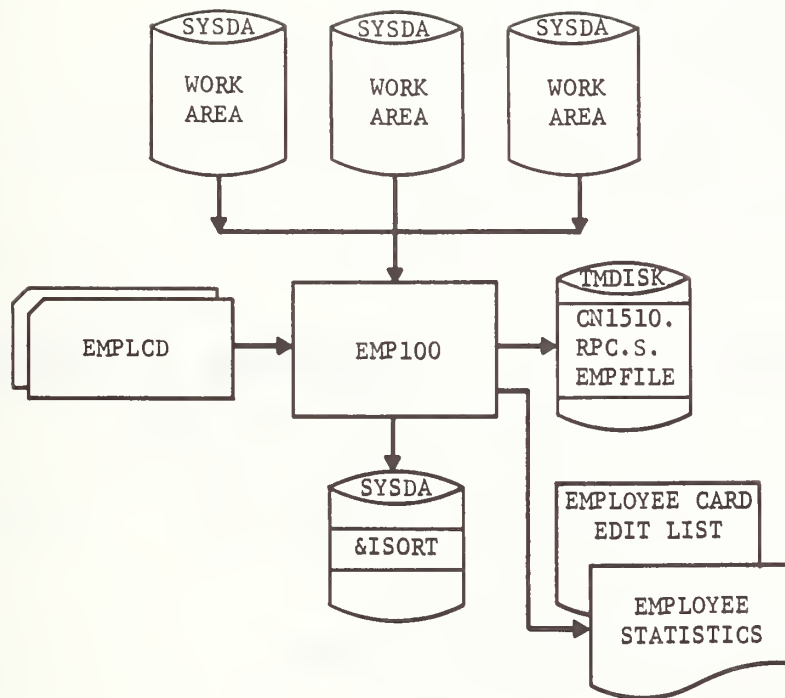 SYSDA
WORK
AREA
SYSDA
WORK
AREA
SYSDA
WORK
AREA
EMPLCD
EMP100
TMDISK
CN1510.
RPC.S.
EMPFILE
SYSDA
&ISORT
EMPLOYEE CARD
EDIT LIST
EMPLOYEE
STATISTICS